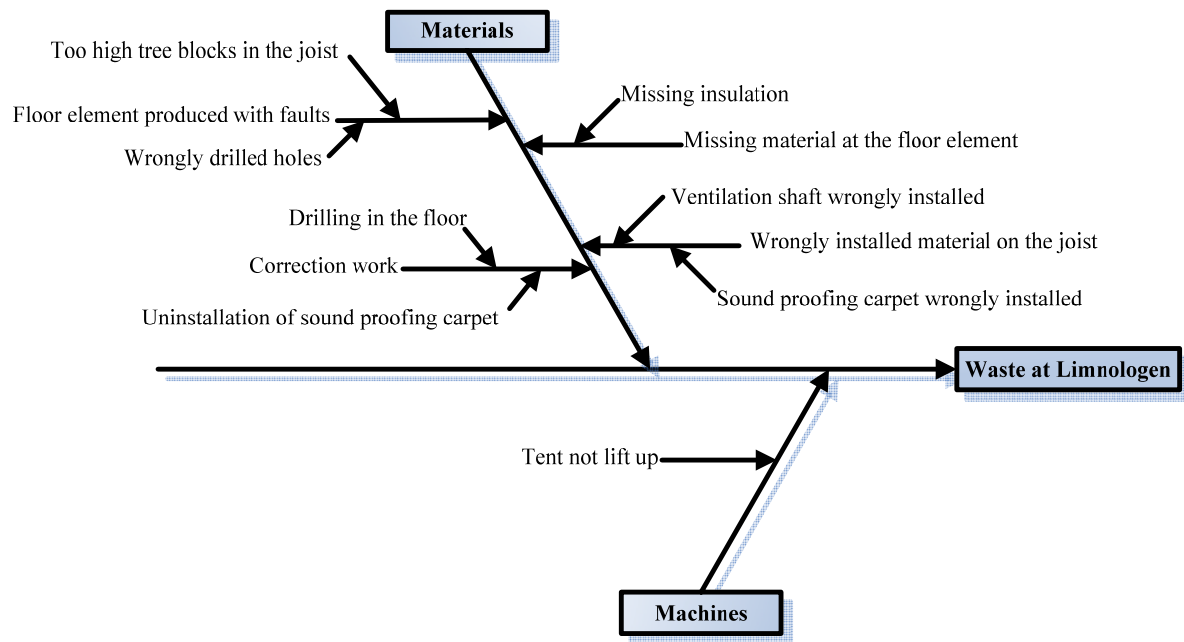 Materials
Too high tree blocks in the joist
Missing insulation
Floor element produced with faults
Missing material at the floor element
Wrongly drilled holes
Ventilation shaft wrongly installed
Drilling in the floor
Wrongly installed material on the joist
Correction work
Sound proofing carpet wrongly installed
Uninstallation of sound proofing carpet
Waste at Limnologen
Tent not lift up
Machines